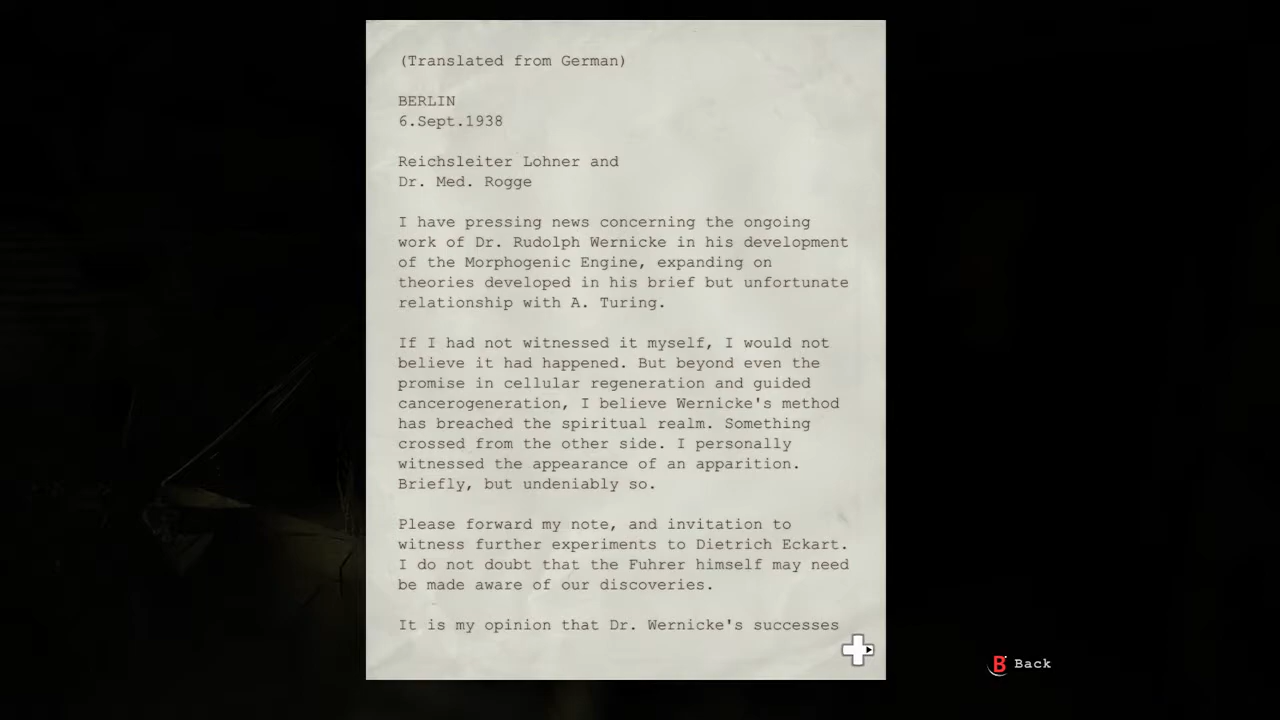 (Translated from German)
BERLIN
6.Sept.1938
Reichsleiter Lohner and
Dr. Med. Rogge
I have pressing news concerning the ongoing
work of Dr. Rudolph Wernicke in his development
of the Morphogenic Engine, expanding on
theories developed in his brief but unfortunate
relationship with A. Turing.
If I had not witnessed it myself, I would not
believe it had happened. But beyond even the
promise in cellular regeneration and guided
cancerogeneration, I believe Wernicke's method
has breached the spiritual realm. Something
crossed from the other side. I personally
witnessed the appearance of an apparition.
Briefly, but undeniably so.
Please forward my note, and invitation to
witness further experiments to Dietrich Eckart.
I do not doubt that the Fuhrer himself may need
be made aware of our discoveries.
It is my opinion that Dr. Wernicke's successes
B Back